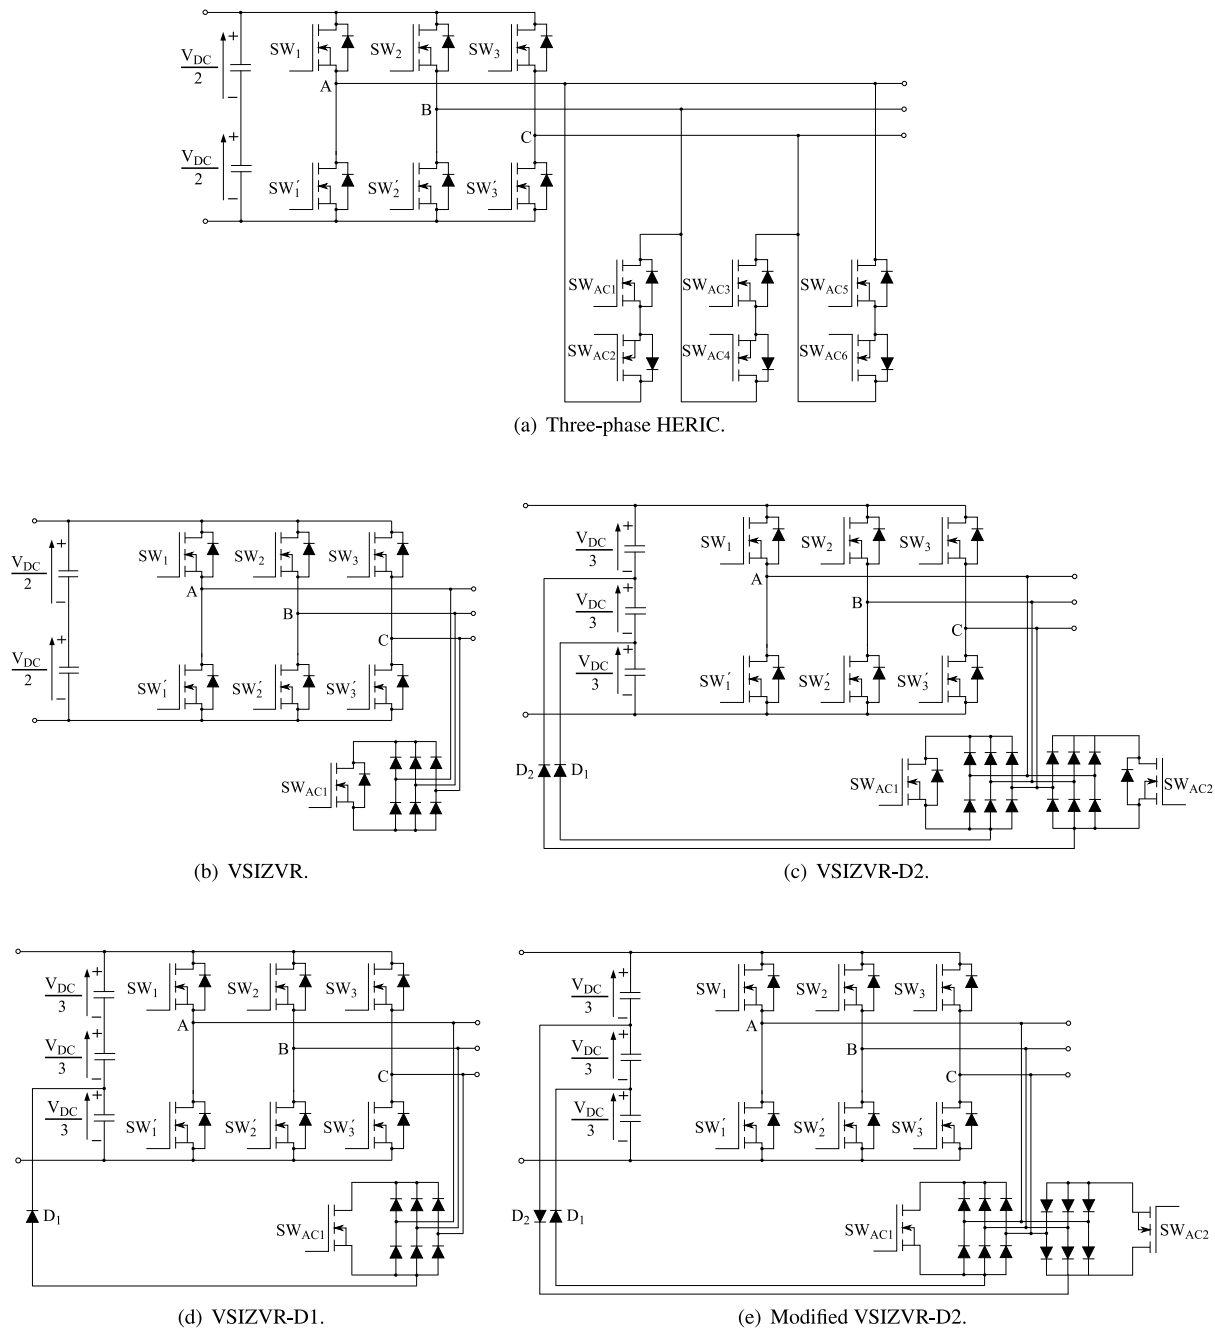 V_DC/2 + −
V_DC/2 + −
SW1 SW2 SW3
A
B
C
SW1′ SW2′ SW3′
SW_AC1 SW_AC3 SW_AC5
SW_AC2 SW_AC4 SW_AC6
(a) Three-phase HERIC.
V_DC/2 + −
V_DC/2 + −
SW1 SW2 SW3
A
B
C
SW1′ SW2′ SW3′
SW_AC1
(b) VSIZVR.
V_DC/3 + −
V_DC/3 + −
V_DC/3 + −
SW1 SW2 SW3
A
B
C
SW1′ SW2′ SW3′
D2 D1
SW_AC1 SW_AC2
(c) VSIZVR-D2.
V_DC/3 + −
V_DC/3 + −
V_DC/3 + −
SW1 SW2 SW3
A
B
C
SW1′ SW2′ SW3′
D1
SW_AC1
(d) VSIZVR-D1.
V_DC/3 + −
V_DC/3 + −
V_DC/3 + −
SW1 SW2 SW3
A
B
C
SW1′ SW2′ SW3′
D2 D1
SW_AC1 SW_AC2
(e) Modified VSIZVR-D2.